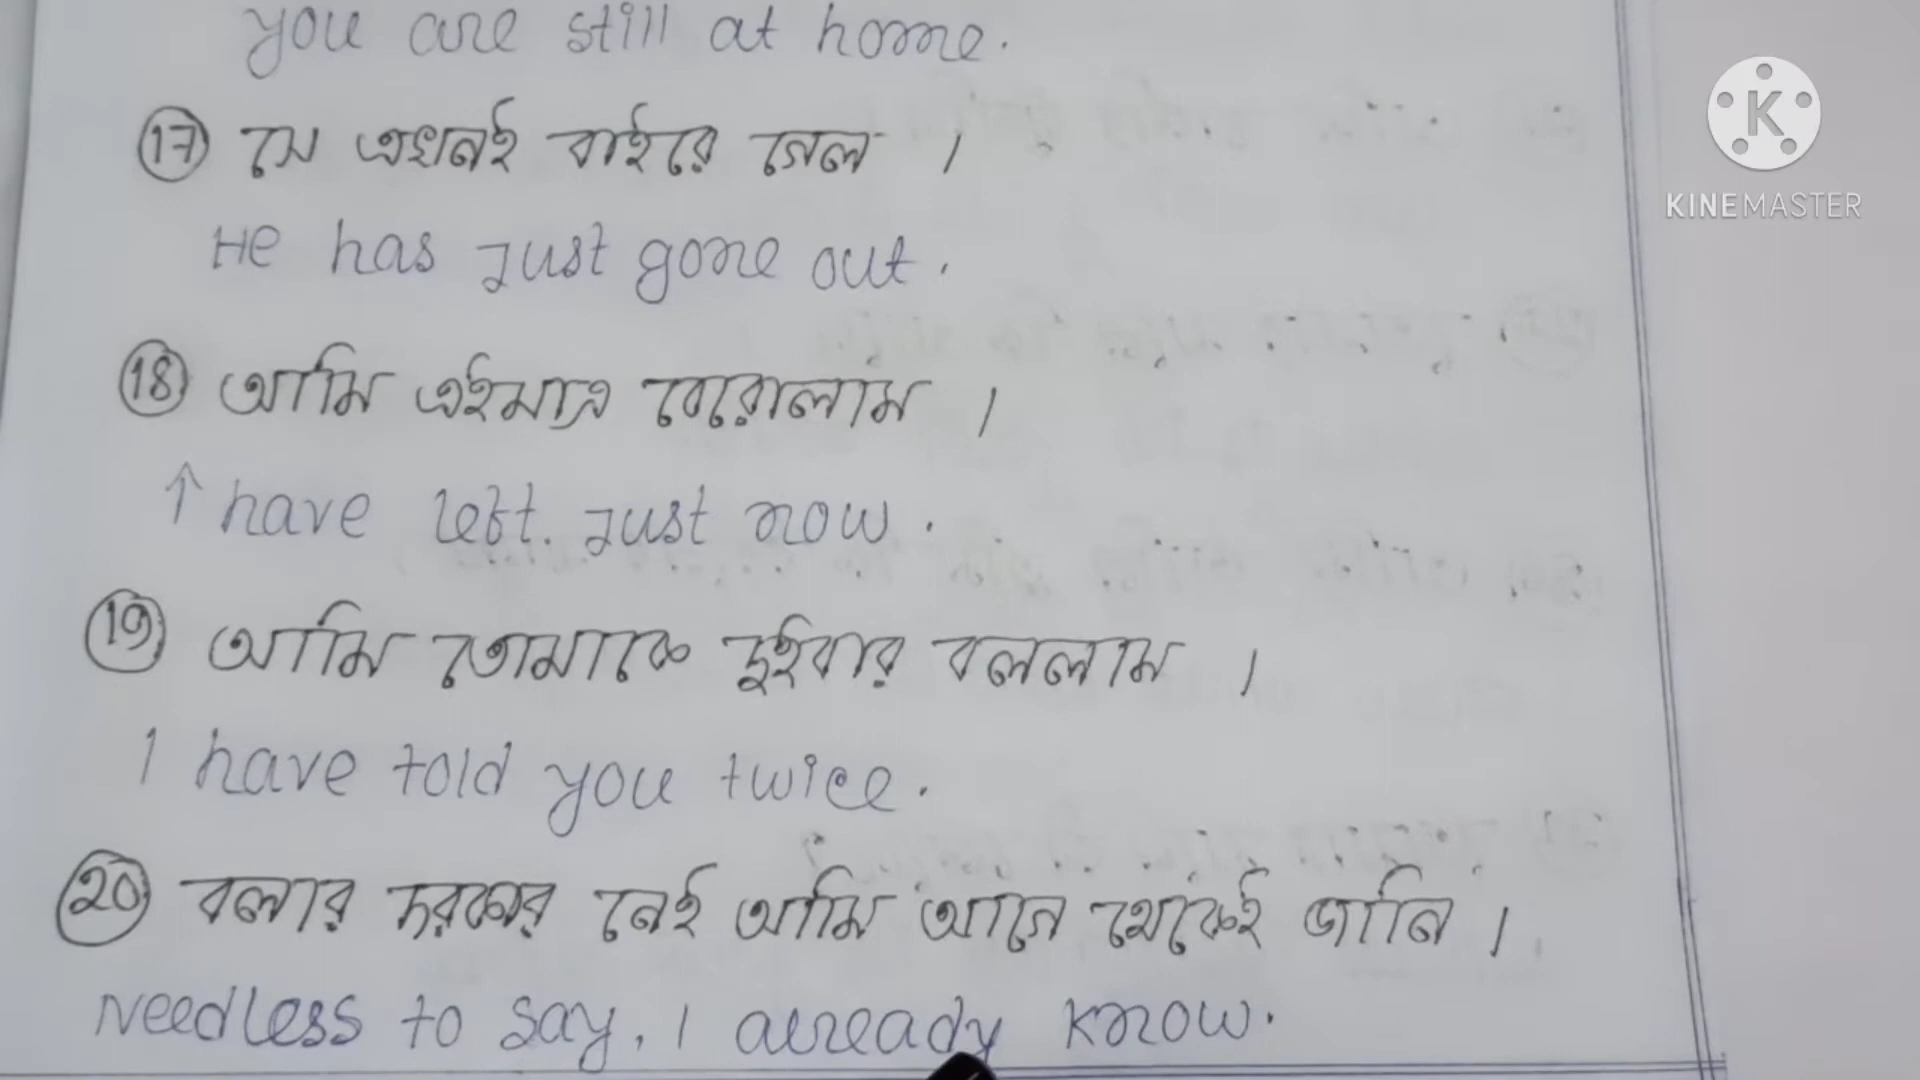 you are still at home.
17 সে এখনই বাইরে গেল ।
He has Just gone out.
18 আমি এইমাত্র বেরোলাম ।
I have left. Just now.
19 আমি তোমাকে দুইবার বললাম ।
I have told you twice.
20 বলার দরকার নেই আমি আগে থেকেই জানি ।
Needless to say, I already know.
K
KINEMASTER